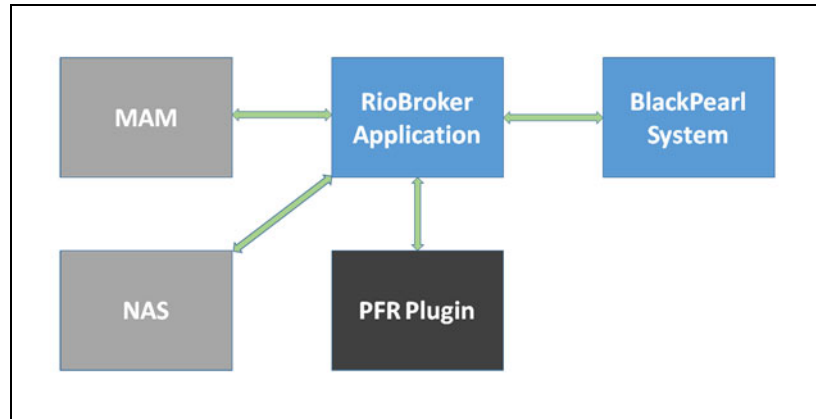 MAM
RioBroker
Application
BlackPearl
System
NAS
PFR Plugin